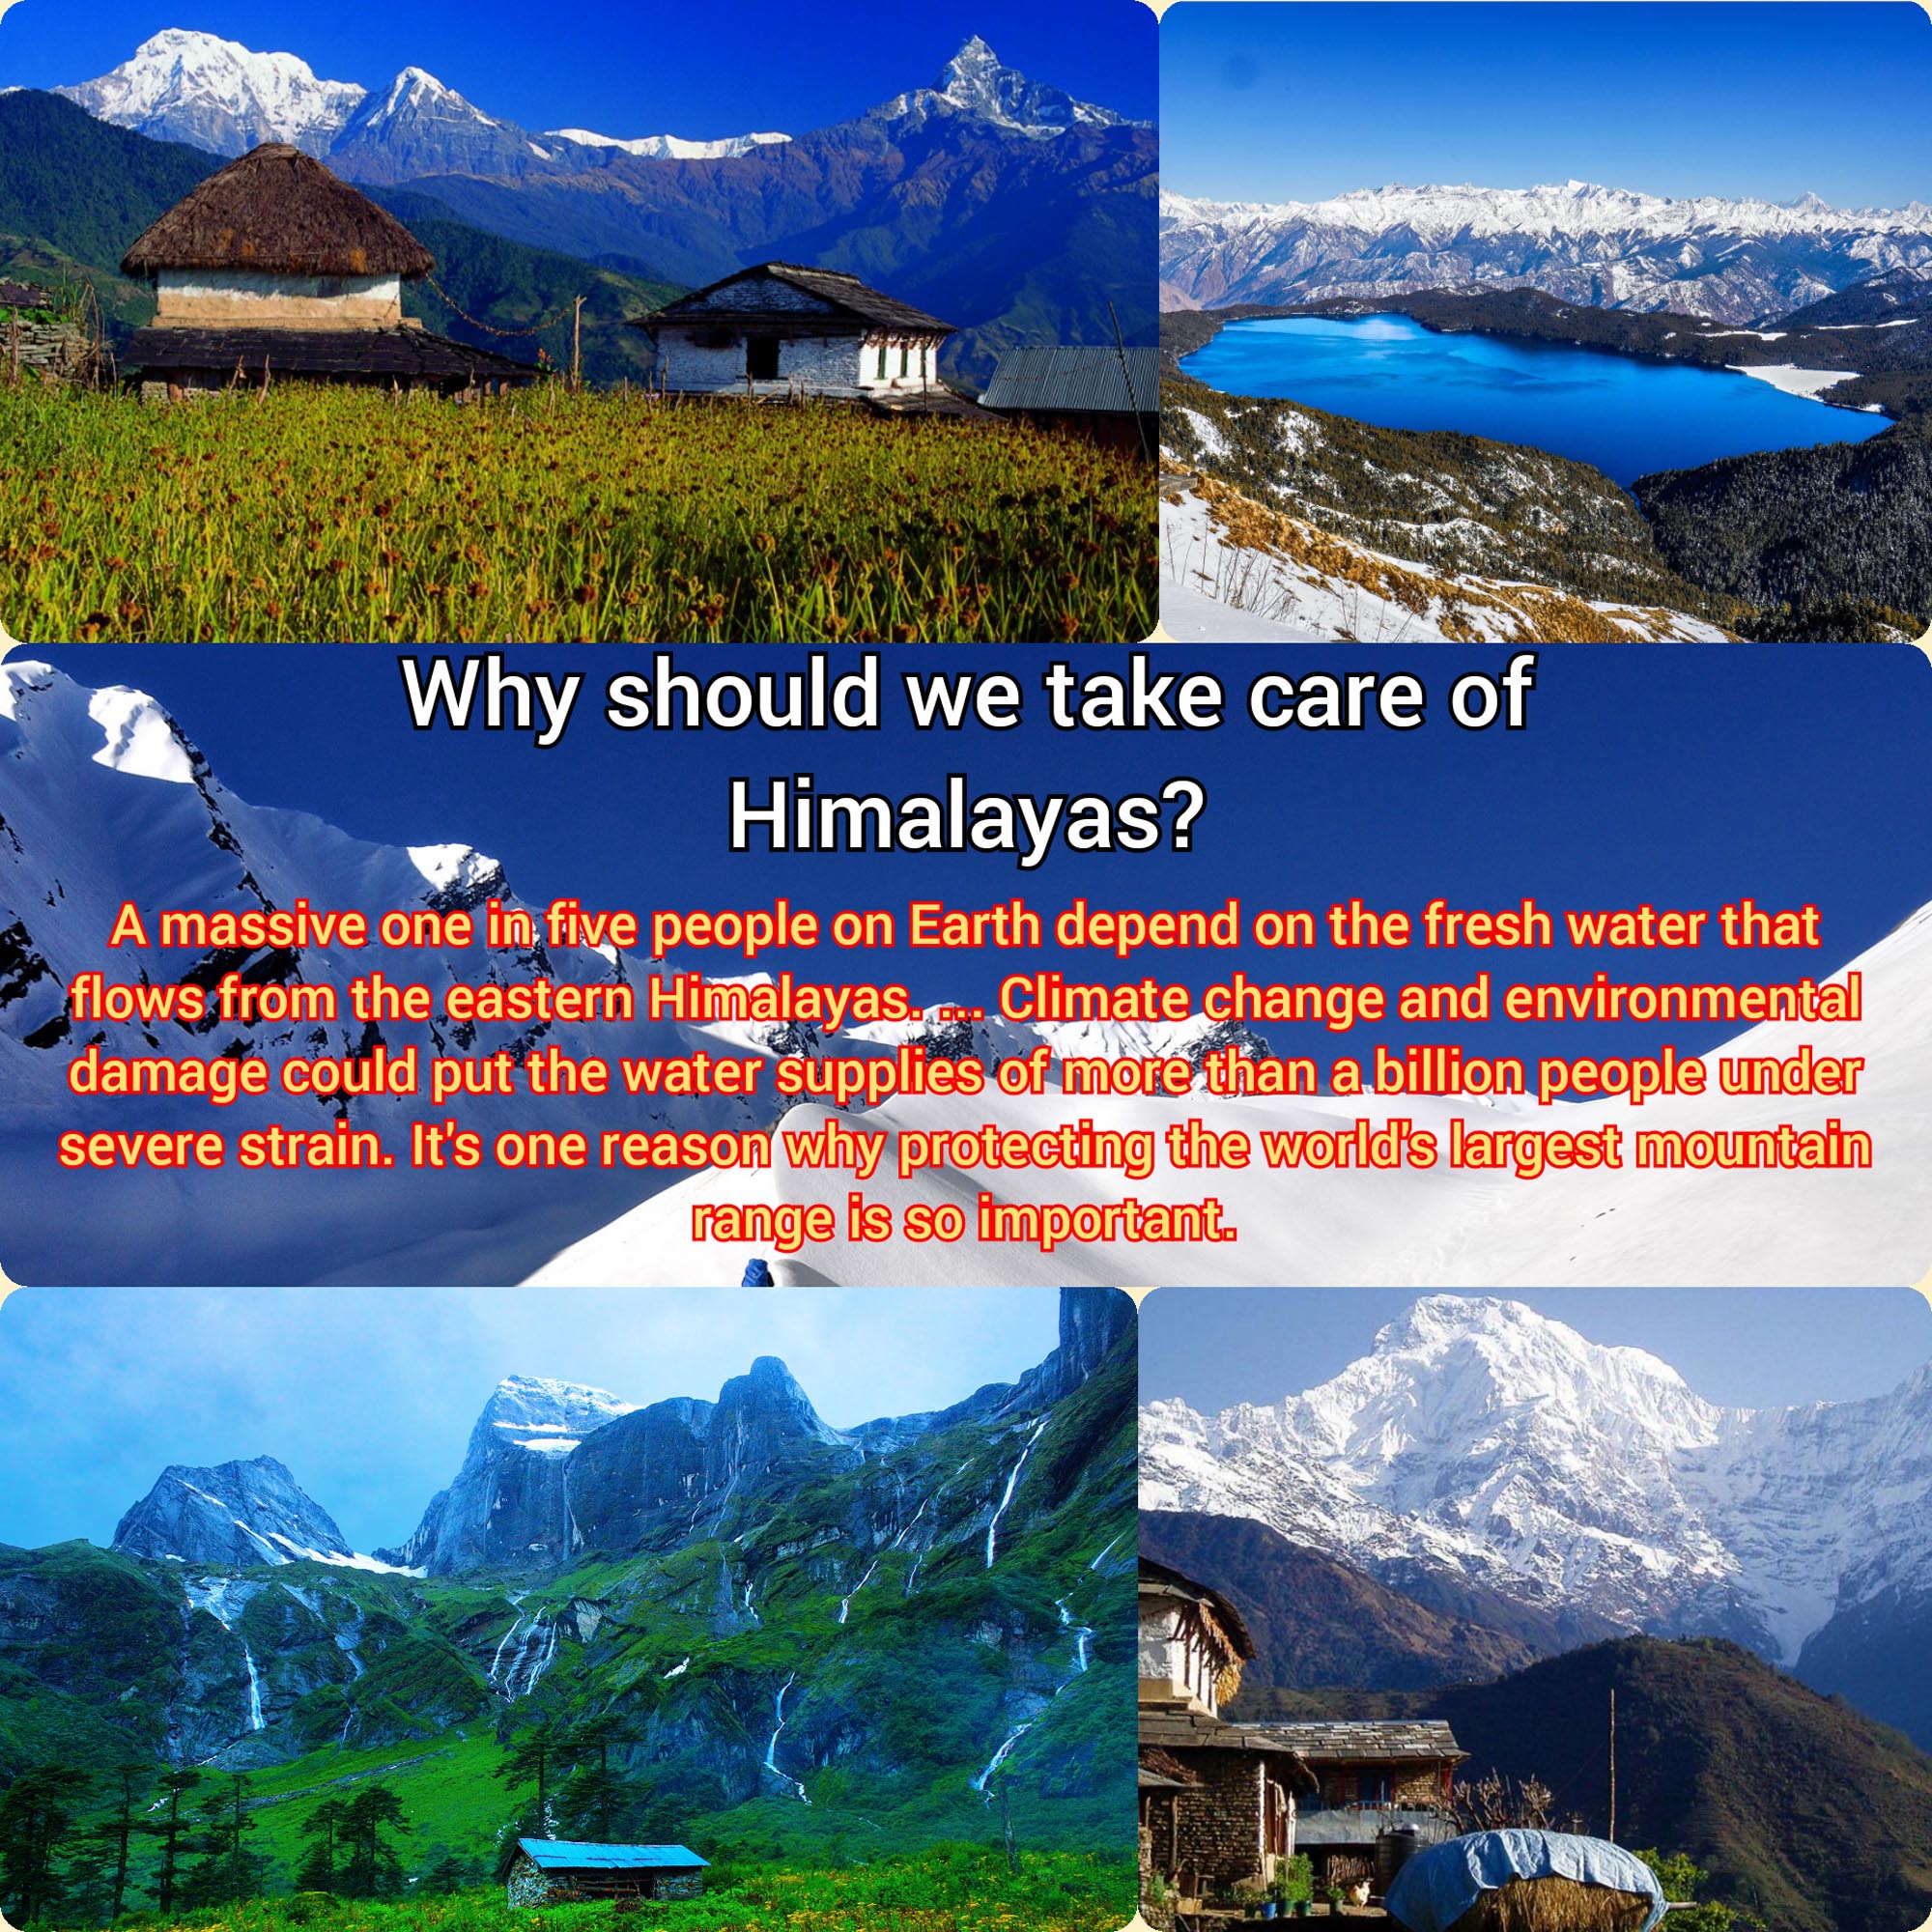 Why should we take care of
Himalayas?
A massive one in five people on Earth depend on the fresh water that
flows from the eastern Himalayas. ... Climate change and environmental
damage could put the water supplies of more than a billion people under
severe strain. It's one reason why protecting the world's largest mountain
range is so important.